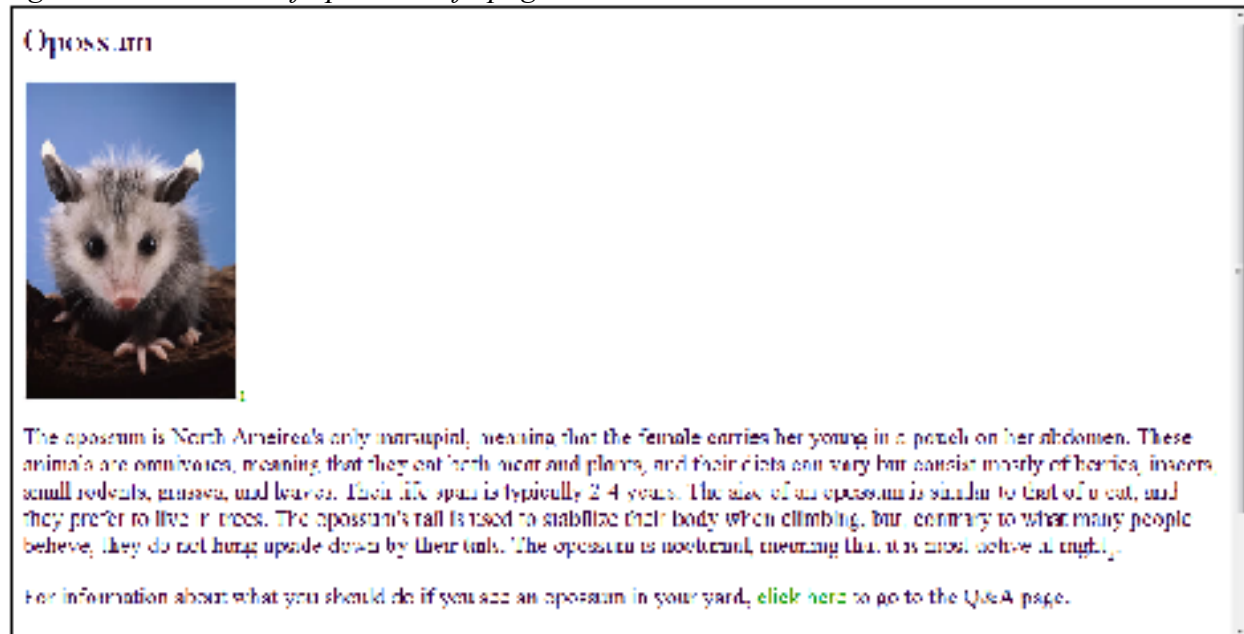 Opossum
1
The opossum is North Ameirca's only marsupial, meaning that the female carries her young in a pouch on her abdomen. These
animals are omnivores, meaning that they eat both meat and plants, and their diets can vary but consist mostly of berries, insects,
small rodents, grasses, and leaves. Their life span is typically 2-4 years. The size of an opossum is similar to that of a cat, and
they prefer to live in trees. The opossum's tail is used to stabilize their body when climbing, but, contrary to what many people
believe, they do not hang upside down by their tails. The opossum is nocturnal, meaning that it is most active at night.
For information about what you should do if you see an opossum in your yard, click here to go to the Q&A page.